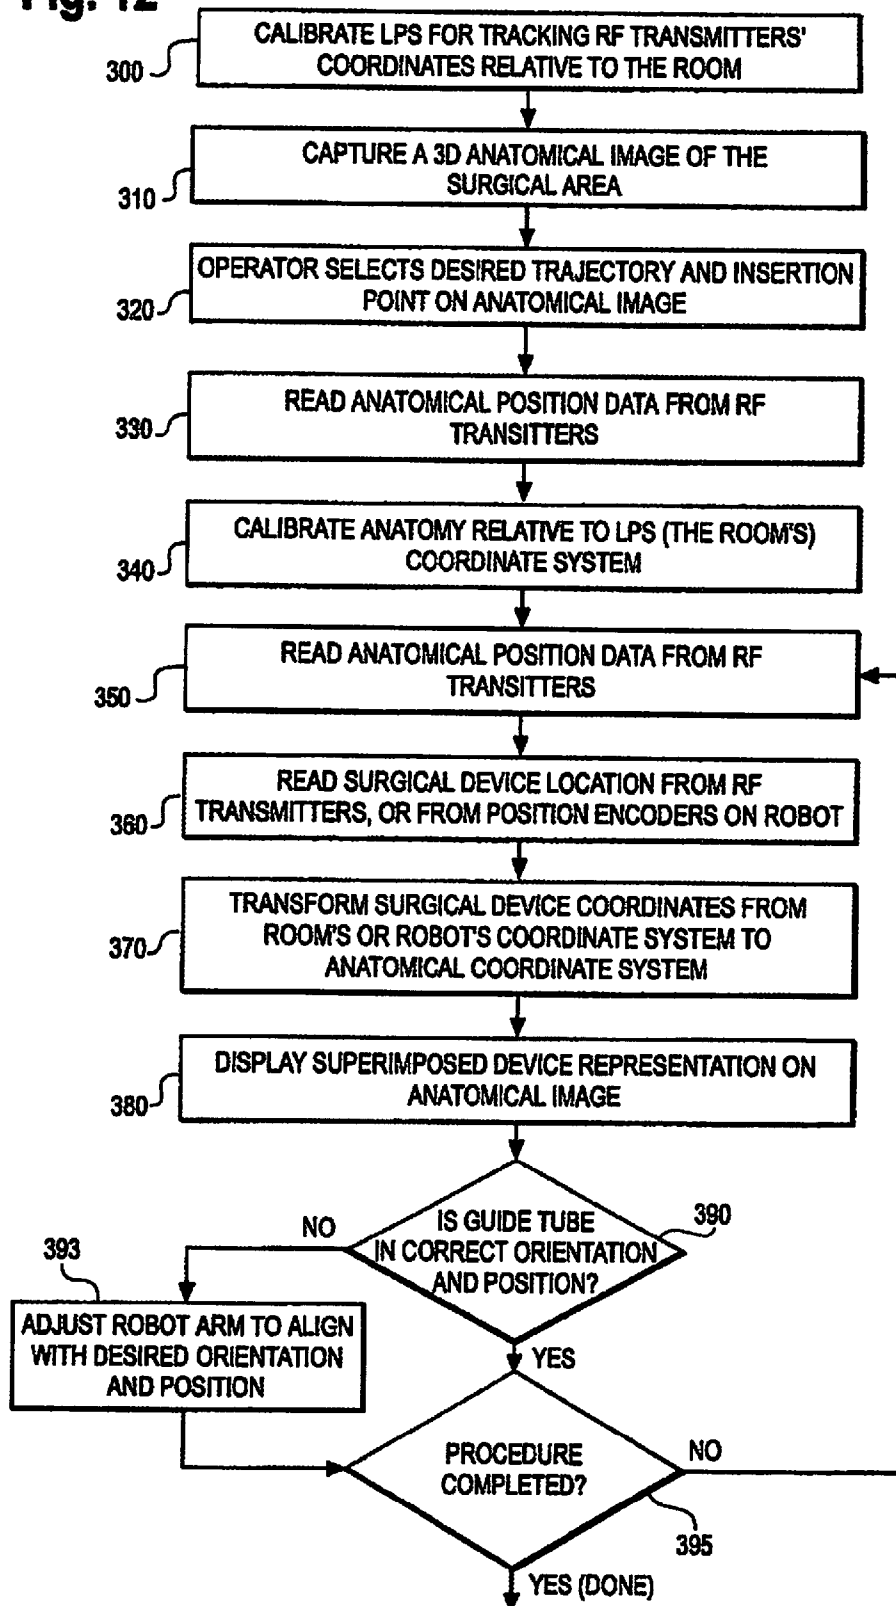 Fig. 12
CALIBRATE LPS FOR TRACKING RF TRANSMITTERS'
COORDINATES RELATIVE TO THE ROOM
300
CAPTURE A 3D ANATOMICAL IMAGE OF THE
SURGICAL AREA
310
OPERATOR SELECTS DESIRED TRAJECTORY AND INSERTION
POINT ON ANATOMICAL IMAGE
320
READ ANATOMICAL POSITION DATA FROM RF
TRANSITTERS
330
CALIBRATE ANATOMY RELATIVE TO LPS (THE ROOM'S)
COORDINATE SYSTEM
340
READ ANATOMICAL POSITION DATA FROM RF
TRANSITTERS
350
READ SURGICAL DEVICE LOCATION FROM RF
TRANSMITTERS, OR FROM POSITION ENCODERS ON ROBOT
360
TRANSFORM SURGICAL DEVICE COORDINATES FROM
ROOM'S OR ROBOT'S COORDINATE SYSTEM TO
ANATOMICAL COORDINATE SYSTEM
370
DISPLAY SUPERIMPOSED DEVICE REPRESENTATION ON
ANATOMICAL IMAGE
380
IS GUIDE TUBE
IN CORRECT ORIENTATION
AND POSITION?
390
NO
393
ADJUST ROBOT ARM TO ALIGN
WITH DESIRED ORIENTATION
AND POSITION
YES
PROCEDURE
COMPLETED?
NO
395
YES (DONE)